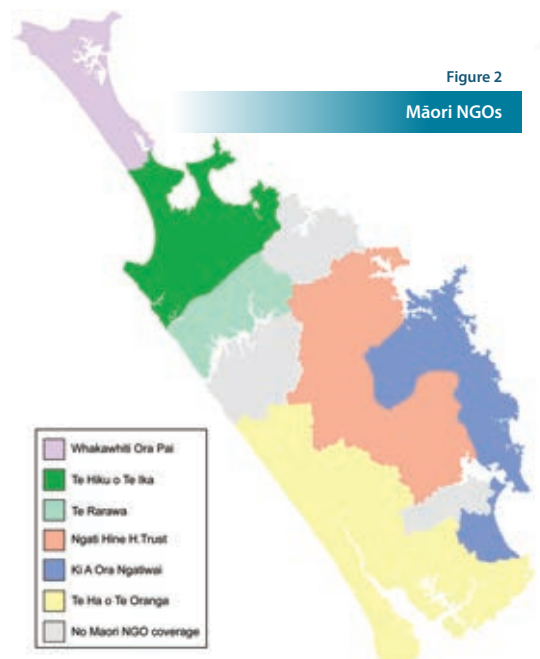 Figure 2
Māori NGOs
Whakawhiti Ora Pai
Te Hiku o Te Ika
Te Rarawa
Ngati Hine H.Trust
Ki A Ora Ngatiwai
Te Ha o Te Oranga
No Maori NGO coverage